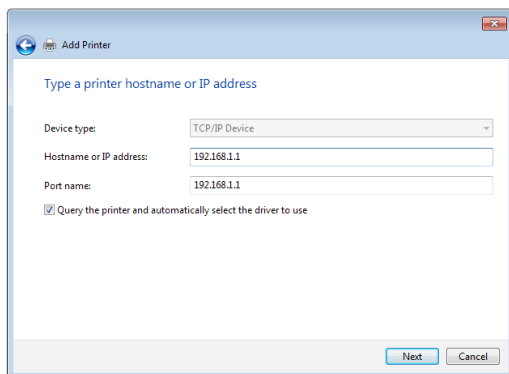 Add Printer
Type a printer hostname or IP address
Device type: TCP/IP Device
Hostname or IP address: 192.168.1.1
Port name: 192.168.1.1
Query the printer and automatically select the driver to use
Next Cancel